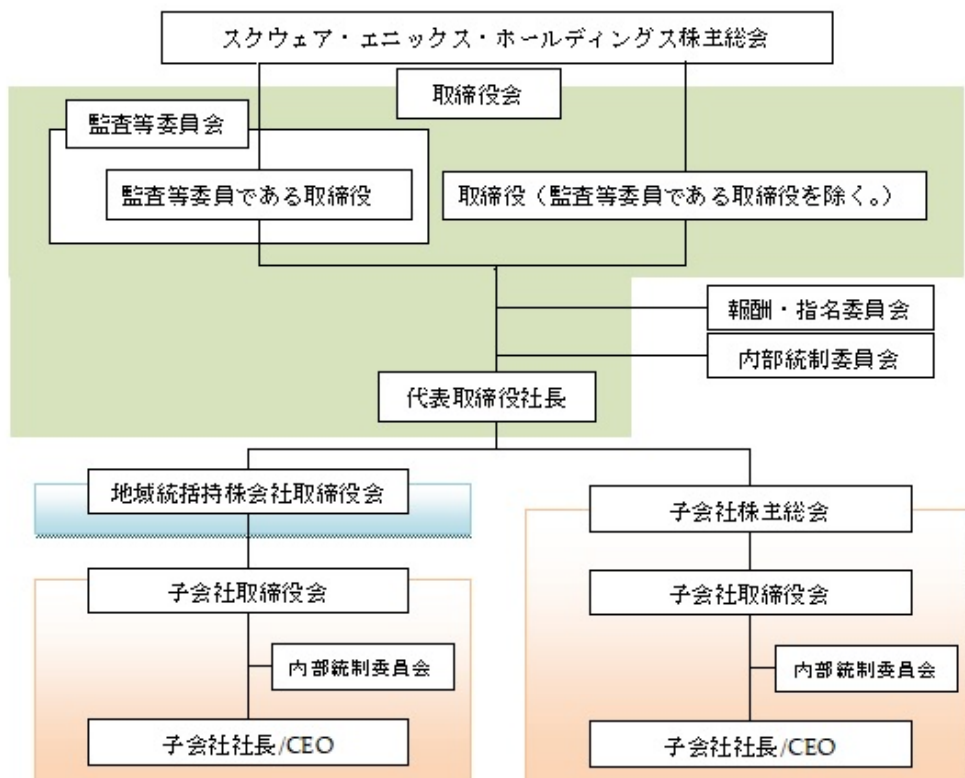 スクウェア・エニックス・ホールディングス株主総会
取締役会
監査等委員会
監査等委員である取締役
取締役（監査等委員である取締役を除く。）
報酬・指名委員会
内部統制委員会
代表取締役社長
地域統括持株会社取締役会
子会社株主総会
子会社取締役会
子会社取締役会
内部統制委員会
内部統制委員会
子会社社長/CEO
子会社社長/CEO